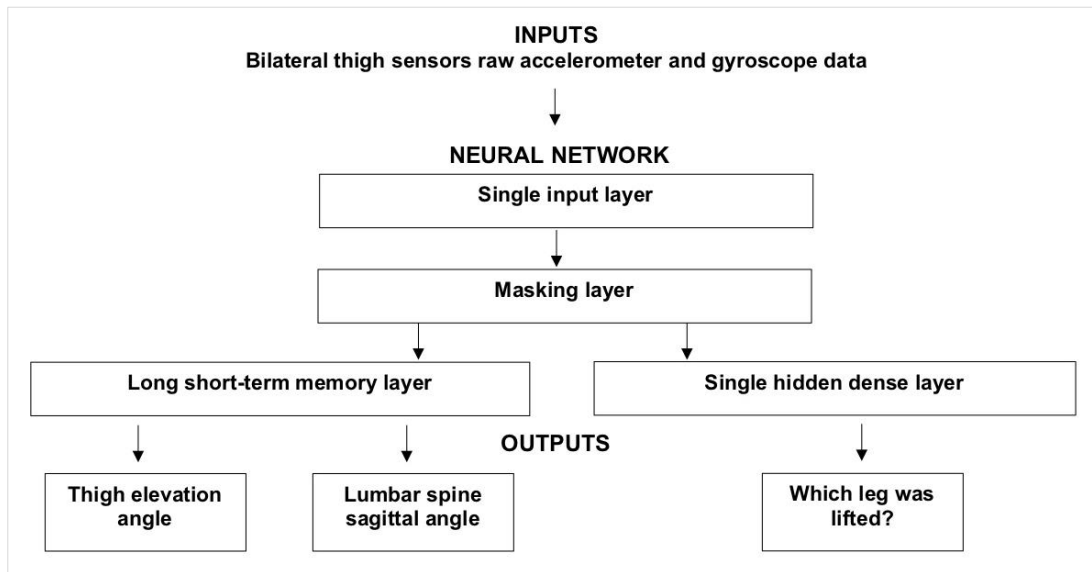 INPUTS
Bilateral thigh sensors raw accelerometer and gyroscope data
NEURAL NETWORK
Single input layer
Masking layer
Long short-term memory layer
Single hidden dense layer
OUTPUTS
Thigh elevation
angle
Lumbar spine
sagittal angle
Which leg was
lifted?